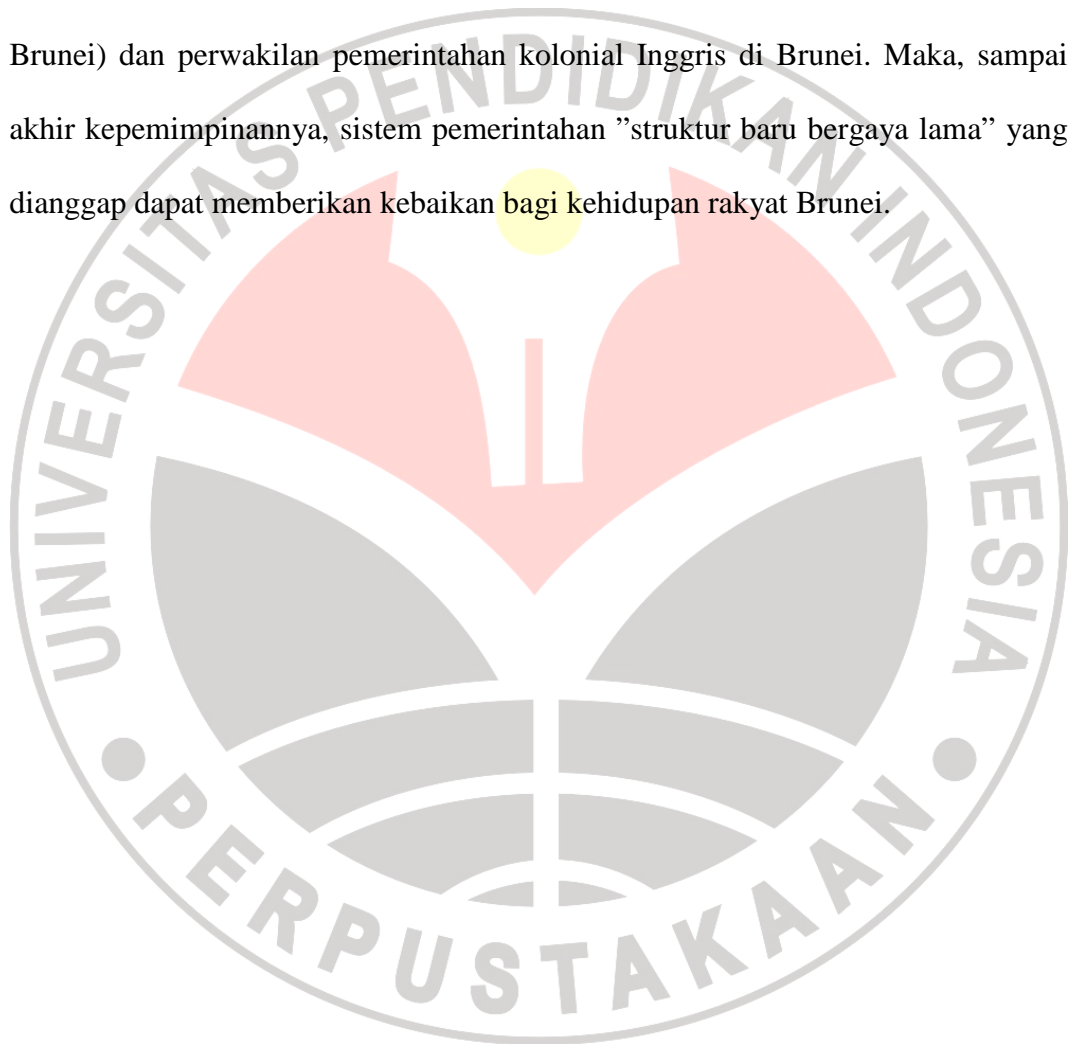 Brunei) dan perwakilan pemerintahan kolonial Inggris di Brunei. Maka, sampai
akhir kepemimpinannya, sistem pemerintahan ”struktur baru bergaya lama” yang
dianggap dapat memberikan kebaikan bagi kehidupan rakyat Brunei.
UNIVERSITAS PENDIDIKAN INDONESIA
PERPUSTAKAAN